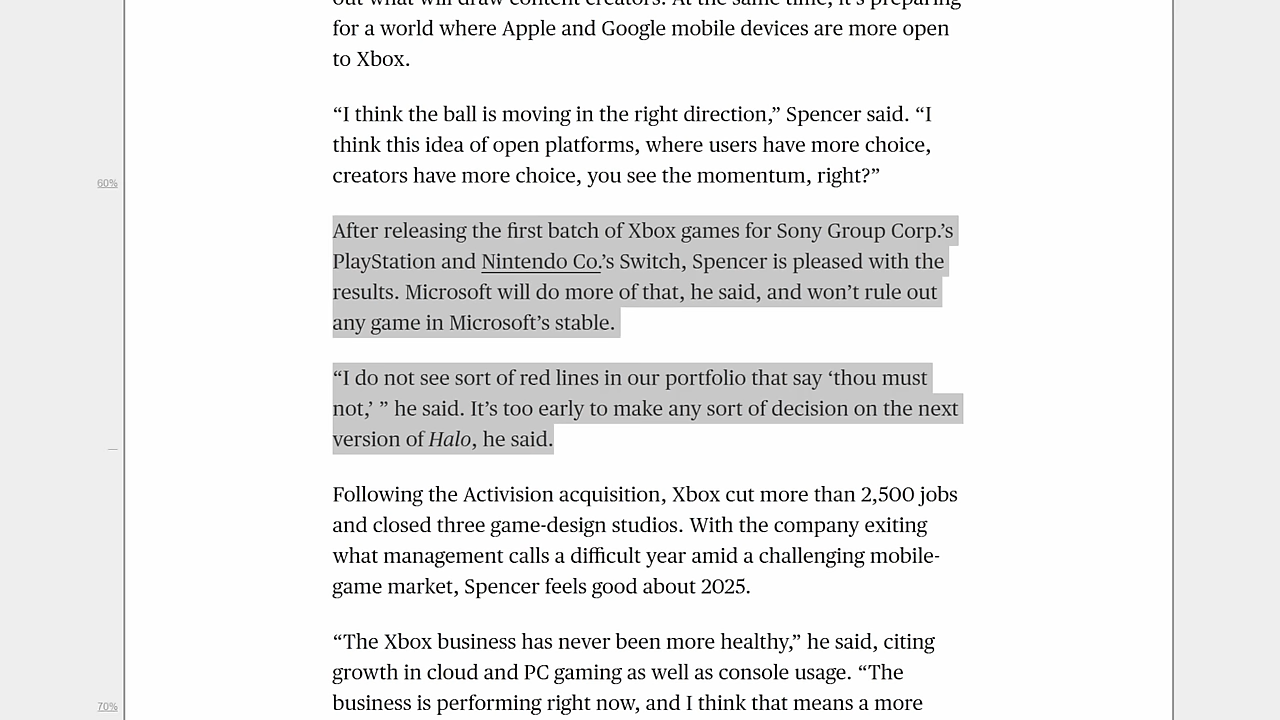 out what will draw content creators. At the same time, it’s preparing
for a world where Apple and Google mobile devices are more open
to Xbox.
“I think the ball is moving in the right direction,” Spencer said. “I
think this idea of open platforms, where users have more choice,
creators have more choice, you see the momentum, right?”
60%
After releasing the first batch of Xbox games for Sony Group Corp.’s
PlayStation and Nintendo Co.’s Switch, Spencer is pleased with the
results. Microsoft will do more of that, he said, and won’t rule out
any game in Microsoft’s stable.
“I do not see sort of red lines in our portfolio that say ‘thou must
not,’ ” he said. It’s too early to make any sort of decision on the next
version of Halo, he said.
Following the Activision acquisition, Xbox cut more than 2,500 jobs
and closed three game-design studios. With the company exiting
what management calls a difficult year amid a challenging mobile-
game market, Spencer feels good about 2025.
“The Xbox business has never been more healthy,” he said, citing
growth in cloud and PC gaming as well as console usage. “The
business is performing right now, and I think that means a more
70%